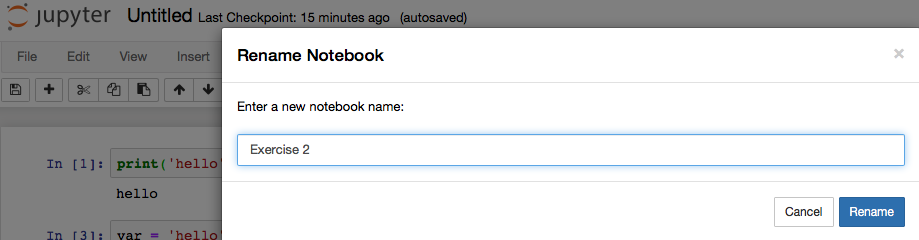 jupyter Untitled Last Checkpoint: 15 minutes ago (autosaved)
File Edit View Insert
Rename Notebook ×
Enter a new notebook name:
Exercise 2
In [1]: print('hello'
hello
Cancel Rename
In [3]: var = 'hello'